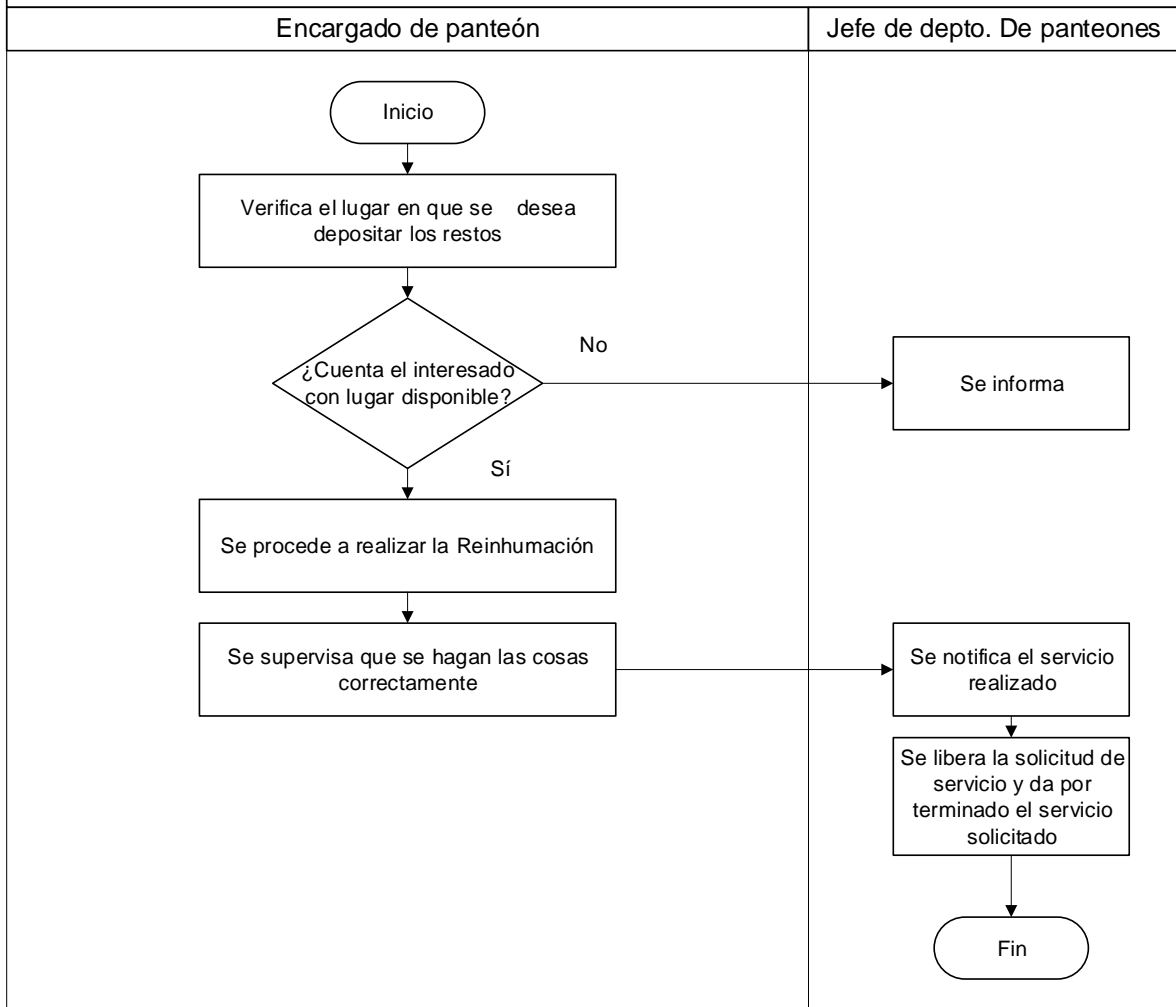 Encargado de panteón
Jefe de depto. De panteones
Inicio
Verifica el lugar en que se desea
depositar los restos
¿Cuenta el interesado
con lugar disponible?
No
Se informa
Sí
Se procede a realizar la Reinhumación
Se supervisa que se hagan las cosas
correctamente
Se notifica el servicio
realizado
Se libera la solicitud de
servicio y da por
terminado el servicio
solicitado
Fin